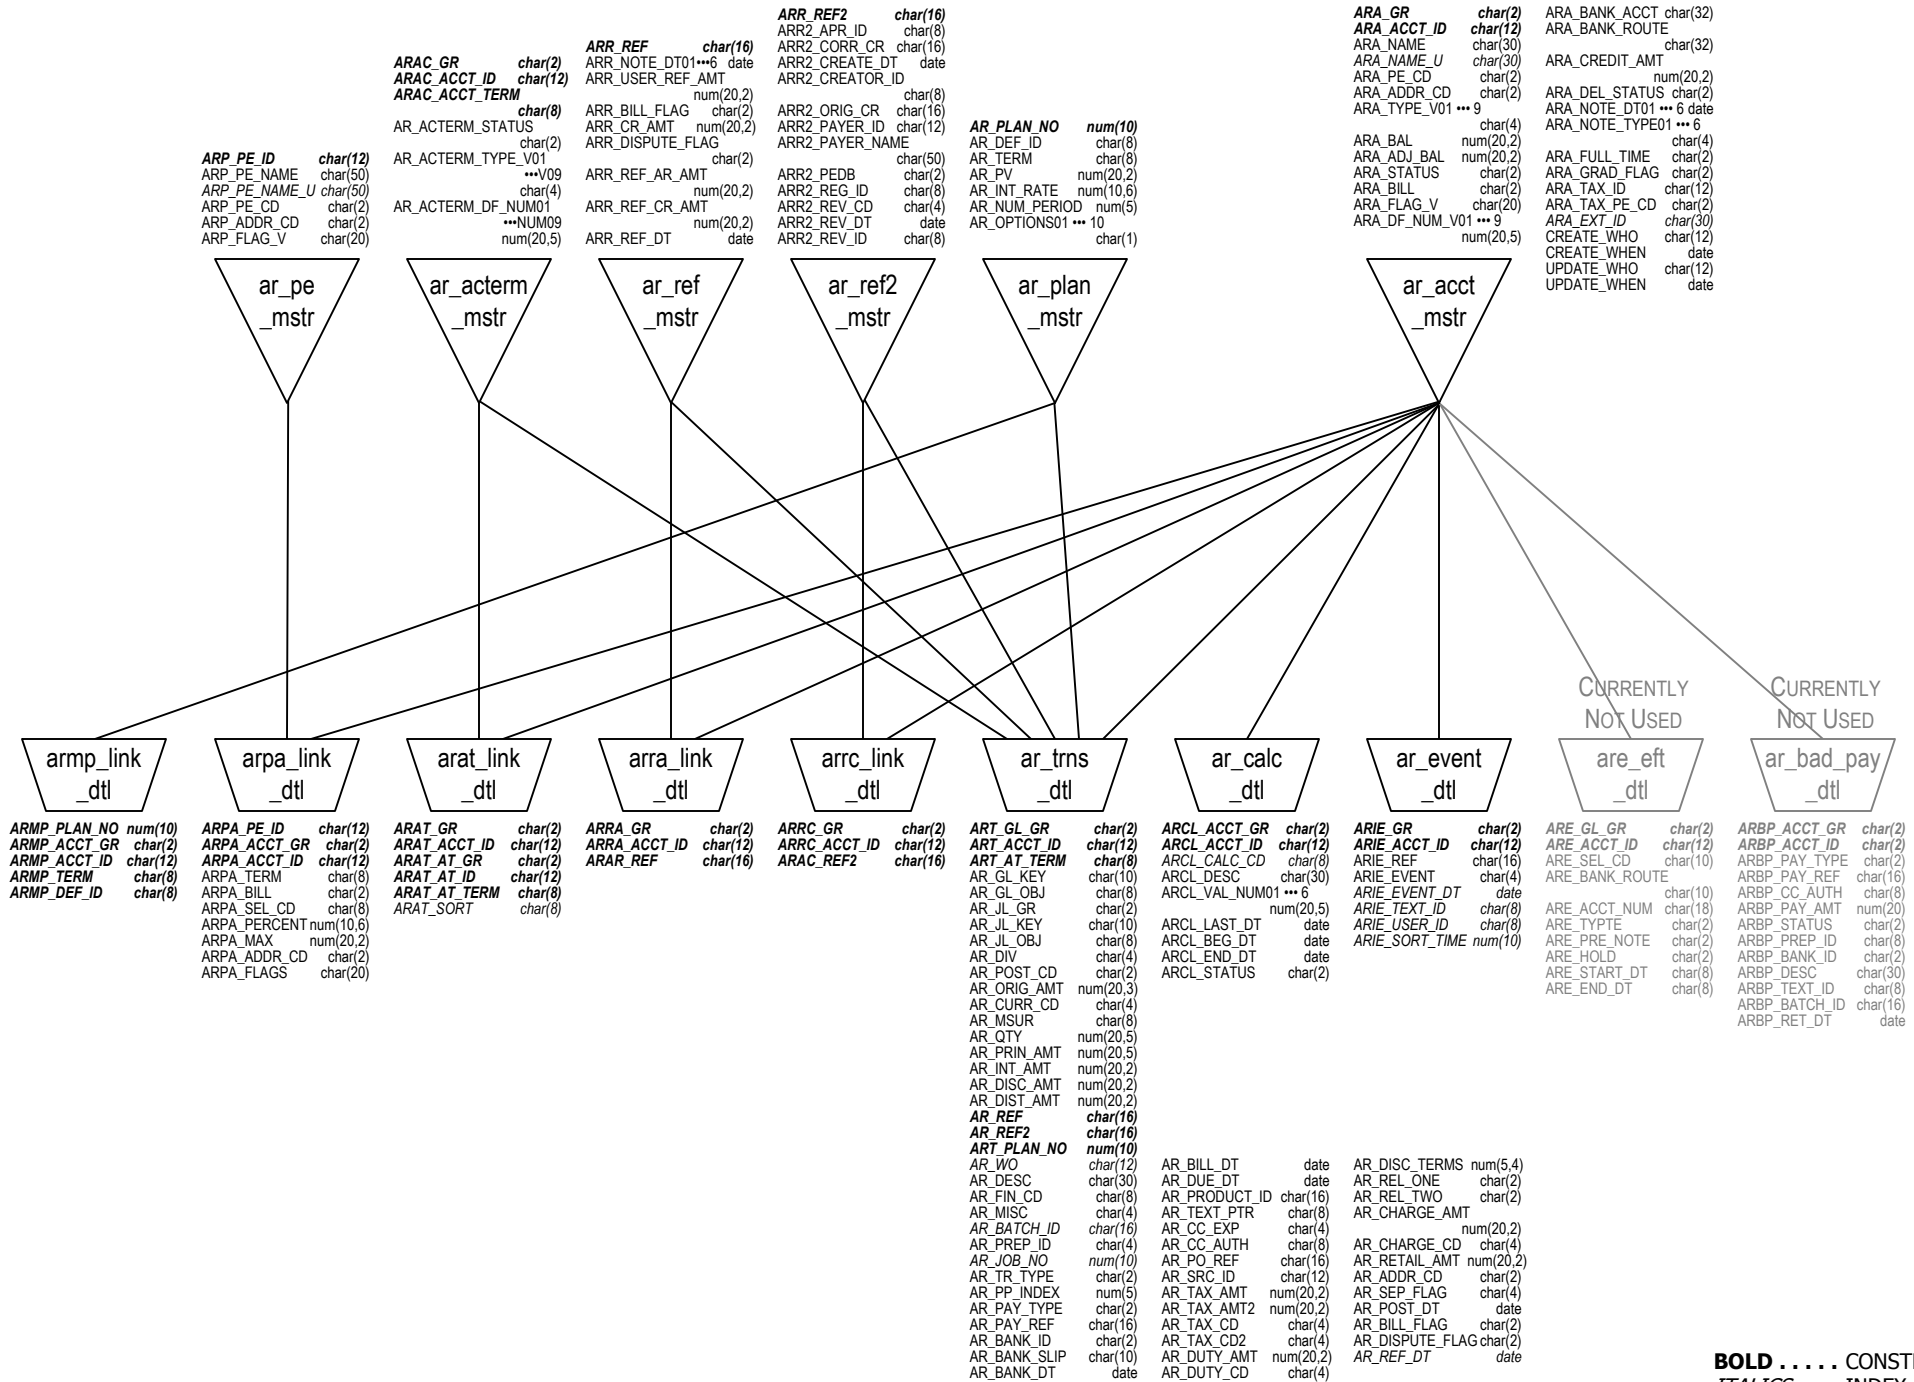 ARP_PE_ID char(12)
ARP_PE_NAME char(50)
ARP_PE_NAME_U char(50)
ARP_PE_CD char(2)
ARP_ADDR_CD char(2)
ARP_FLAG_V char(20)
ar_pe
_mstr
ARAC_GR char(2)
ARAC_ACCT_ID char(12)
ARAC_ACCT_TERM
char(8)
AR_ACTERM_STATUS
char(2)
AR_ACTERM_TYPE_V01
•••V09
char(4)
AR_ACTERM_DF_NUM01
•••NUM09
num(20,5)
ar_acterm
_mstr
ARR_REF char(16)
ARR_NOTE_DT01•••6 date
ARR_USER_REF_AMT
num(20,2)
ARR_BILL_FLAG char(2)
ARR_CR_AMT num(20,2)
ARR_DISPUTE_FLAG
char(2)
ARR_REF_AR_AMT
num(20,2)
ARR_REF_CR_AMT
num(20,2)
ARR_REF_DT date
ar_ref
_mstr
ARR_REF2 char(16)
ARR2_APR_ID char(8)
ARR2_CORR_CR char(16)
ARR2_CREATE_DT date
ARR2_CREATOR_ID
char(8)
ARR2_ORIG_CR char(16)
ARR2_PAYER_ID char(12)
ARR2_PAYER_NAME
char(50)
ARR2_PEDB char(2)
ARR2_REG_ID char(8)
ARR2_REV_CD char(4)
ARR2_REV_DT date
ARR2_REV_ID char(8)
ar_ref2
_mstr
AR_PLAN_NO num(10)
AR_DEF_ID char(8)
AR_TERM char(8)
AR_PV num(20,2)
AR_INT_RATE num(10,6)
AR_NUM_PERIOD num(5)
AR_OPTIONS01 ••• 10
char(1)
ar_plan
_mstr
ARA_GR char(2)
ARA_ACCT_ID char(12)
ARA_NAME char(30)
ARA_NAME_U char(30)
ARA_PE_CD char(2)
ARA_ADDR_CD char(2)
ARA_TYPE_V01 ••• 9
char(4)
ARA_BAL num(20,2)
ARA_ADJ_BAL num(20,2)
ARA_STATUS char(2)
ARA_BILL char(2)
ARA_FLAG_V char(20)
ARA_DF_NUM_V01 ••• 9
num(20,5)
ARA_BANK_ACCT char(32)
ARA_BANK_ROUTE
char(32)
ARA_CREDIT_AMT
num(20,2)
ARA_DEL_STATUS char(2)
ARA_NOTE_DT01 ••• 6 date
ARA_NOTE_TYPE01 ••• 6
char(4)
ARA_FULL_TIME char(2)
ARA_GRAD_FLAG char(2)
ARA_TAX_ID char(12)
ARA_TAX_PE_CD char(2)
ARA_EXT_ID char(30)
CREATE_WHO char(12)
CREATE_WHEN date
UPDATE_WHO char(12)
UPDATE_WHEN date
ar_acct
_mstr
armp_link
_dtl
ARMP_PLAN_NO num(10)
ARMP_ACCT_GR char(2)
ARMP_ACCT_ID char(12)
ARMP_TERM char(8)
ARMP_DEF_ID char(8)
arpa_link
_dtl
ARPA_PE_ID char(12)
ARPA_ACCT_GR char(2)
ARPA_ACCT_ID char(12)
ARPA_TERM char(8)
ARPA_BILL char(2)
ARPA_SEL_CD char(8)
ARPA_PERCENT num(10,6)
ARPA_MAX num(20,2)
ARPA_ADDR_CD char(2)
ARPA_FLAGS char(20)
arat_link
_dtl
ARAT_GR char(2)
ARAT_ACCT_ID char(12)
ARAT_AT_GR char(2)
ARAT_AT_ID char(12)
ARAT_AT_TERM char(8)
ARAT_SORT char(8)
arra_link
_dtl
ARRA_GR char(2)
ARRA_ACCT_ID char(12)
ARAR_REF char(16)
arrc_link
_dtl
ARRC_GR char(2)
ARRC_ACCT_ID char(12)
ARAC_REF2 char(16)
ar_trns
_dtl
ART_GL_GR char(2)
ART_ACCT_ID char(12)
ART_AT_TERM char(8)
AR_GL_KEY char(10)
AR_GL_OBJ char(8)
AR_JL_GR char(2)
AR_JL_KEY char(10)
AR_JL_OBJ char(8)
AR_DIV char(4)
AR_POST_CD char(2)
AR_ORIG_AMT num(20,3)
AR_CURR_CD char(4)
AR_MSUR char(8)
AR_QTY num(20,5)
AR_PRIN_AMT num(20,5)
AR_INT_AMT num(20,2)
AR_DISC_AMT num(20,2)
AR_DIST_AMT num(20,2)
AR_REF char(16)
AR_REF2 char(16)
ART_PLAN_NO num(10)
AR_WO char(12)
AR_DESC char(30)
AR_FIN_CD char(8)
AR_MISC char(4)
AR_BATCH_ID char(16)
AR_PREP_ID char(4)
AR_JOB_NO num(10)
AR_TR_TYPE char(2)
AR_PP_INDEX num(5)
AR_PAY_TYPE char(2)
AR_PAY_REF char(16)
AR_BANK_ID char(2)
AR_BANK_SLIP char(10)
AR_BANK_DT date
AR_BILL_DT date
AR_DUE_DT date
AR_PRODUCT_ID char(16)
AR_TEXT_PTR char(8)
AR_CC_EXP char(4)
AR_CC_AUTH char(8)
AR_PO_REF char(16)
AR_SRC_ID char(12)
AR_TAX_AMT num(20,2)
AR_TAX_AMT2 num(20,2)
AR_TAX_CD char(4)
AR_TAX_CD2 char(4)
AR_DUTY_AMT num(20,2)
AR_DUTY_CD char(4)
AR_DISC_TERMS num(5,4)
AR_REL_ONE char(2)
AR_REL_TWO char(2)
AR_CHARGE_AMT
num(20,2)
AR_CHARGE_CD char(4)
AR_RETAIL_AMT num(20,2)
AR_ADDR_CD char(2)
AR_SEP_FLAG char(4)
AR_POST_DT date
AR_BILL_FLAG char(2)
AR_DISPUTE_FLAG char(2)
AR_REF_DT date
ar_calc
_dtl
ARCL_ACCT_GR char(2)
ARCL_ACCT_ID char(12)
ARCL_CALC_CD char(8)
ARCL_DESC char(30)
ARCL_VAL_NUM01 ••• 6
num(20,5)
ARCL_LAST_DT date
ARCL_BEG_DT date
ARCL_END_DT date
ARCL_STATUS char(2)
ar_event
_dtl
ARIE_GR char(2)
ARIE_ACCT_ID char(12)
ARIE_REF char(16)
ARIE_EVENT char(4)
ARIE_EVENT_DT date
ARIE_TEXT_ID char(8)
ARIE_USER_ID char(8)
ARIE_SORT_TIME num(10)
CURRENTLY
NOT USED
are_eft
_dtl
ARE_GL_GR char(2)
ARE_ACCT_ID char(12)
ARE_SEL_CD char(10)
ARE_BANK_ROUTE
char(10)
ARE_ACCT_NUM char(18)
ARE_TYPTE char(2)
ARE_PRE_NOTE char(2)
ARE_HOLD char(2)
ARE_START_DT char(8)
ARE_END_DT char(8)
CURRENTLY
NOT USED
ar_bad_pay
_dtl
ARBP_ACCT_GR char(2)
ARBP_ACCT_ID char(2)
ARBP_PAY_TYPE char(2)
ARBP_PAY_REF char(16)
ARBP_CC_AUTH char(8)
ARBP_PAY_AMT num(20)
ARBP_STATUS char(2)
ARBP_PREP_ID char(8)
ARBP_BANK_ID char(2)
ARBP_DESC char(30)
ARBP_TEXT_ID char(8)
ARBP_BATCH_ID char(16)
ARBP_RET_DT date
BOLD . . . . .